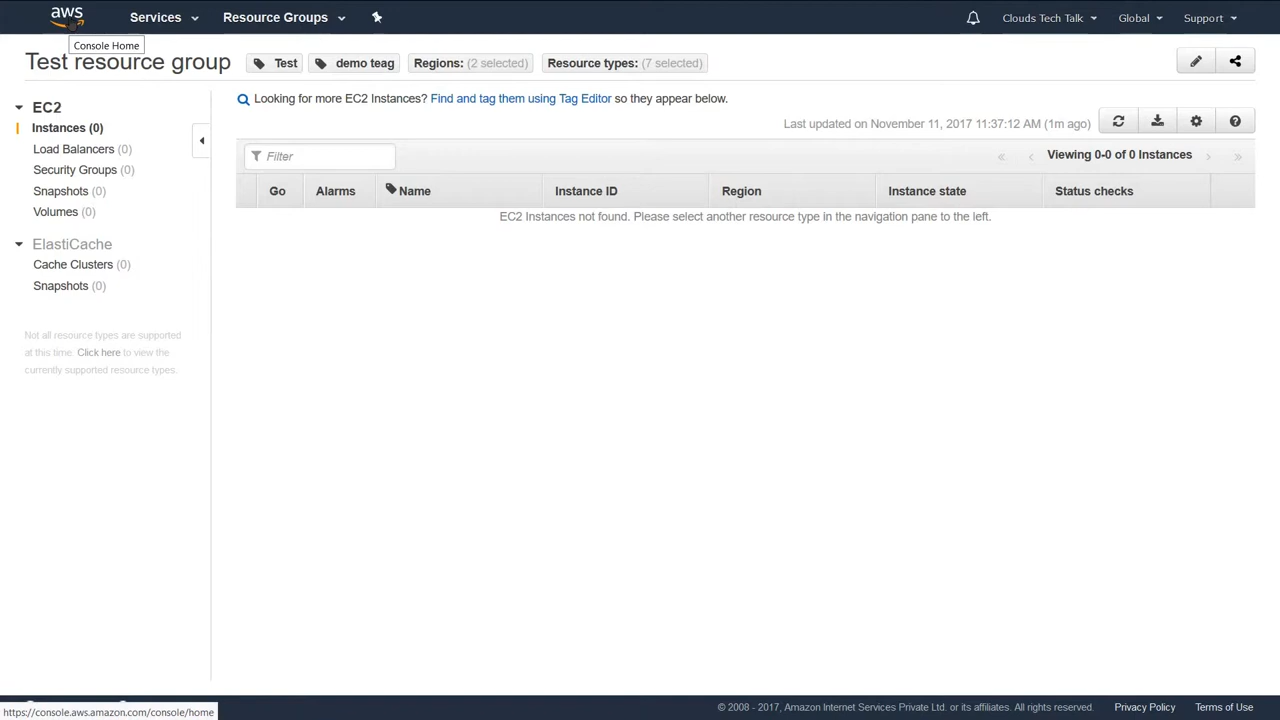 aws Services Resource Groups Clouds Tech Talk Global Support
Console Home
Test resource group Test demo teag Regions: (2 selected) Resource types: (7 selected)
EC2
Instances (0)
Load Balancers (0)
Security Groups (0)
Snapshots (0)
Volumes (0)
ElastiCache
Cache Clusters (0)
Snapshots (0)
Not all resource types are supported
at this time. Click here to view the
currently supported resource types.
Looking for more EC2 Instances? Find and tag them using Tag Editor so they appear below.
Last updated on November 11, 2017 11:37:12 AM (1m ago)
Filter
Viewing 0-0 of 0 Instances
Go Alarms Name Instance ID Region Instance state Status checks
EC2 Instances not found. Please select another resource type in the navigation pane to the left.
https://console.aws.amazon.com/console/home
© 2008 - 2017, Amazon Internet Services Private Ltd. or its affiliates. All rights reserved. Privacy Policy Terms of Use